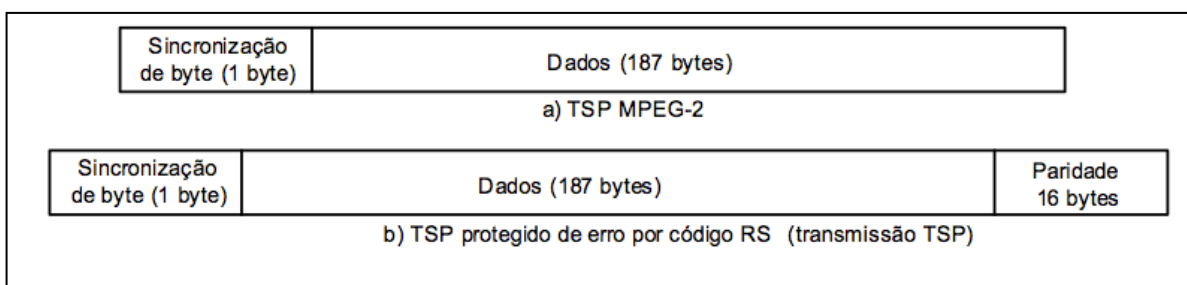 Sincronização
de byte (1 byte)
Dados (187 bytes)
a) TSP MPEG-2
Sincronização
de byte (1 byte)
Dados (187 bytes)
Paridade
16 bytes
b) TSP protegido de erro por código RS (transmissão TSP)